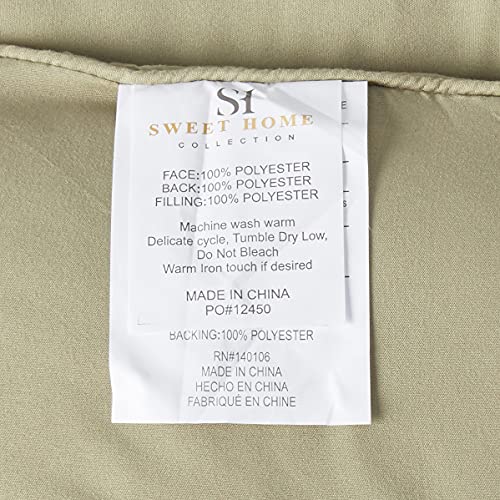 SH
SWEET HOME
COLLECTION
FACE:100% POLYESTER
BACK:100% POLYESTER
FILLING:100% POLYESTER
Machine wash warm
Delicate cycle, Tumble Dry Low,
Do Not Bleach
Warm Iron touch if desired
MADE IN CHINA
PO#12450
BACKING:100% POLYESTER
RN#140106
MADE IN CHINA
HECHO EN CHINA
FABRIQUÉ EN CHINE